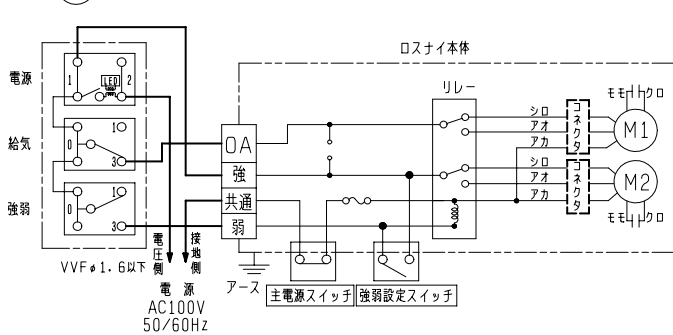 ロスナイ本体
電源
1
LED
2
給気
0
1
3
強弱
0
1
3
VVFφ1.6以下
電圧側
接地側
電源
AC100V
50/60Hz
OA
強
共通
弱
アース
主電源スイッチ
強弱設定スイッチ
リレー
シロ
アオ
アカ
コネクタ
モモ
クロ
M1
シロ
アオ
アカ
コネクタ
M2
モモ
クロ